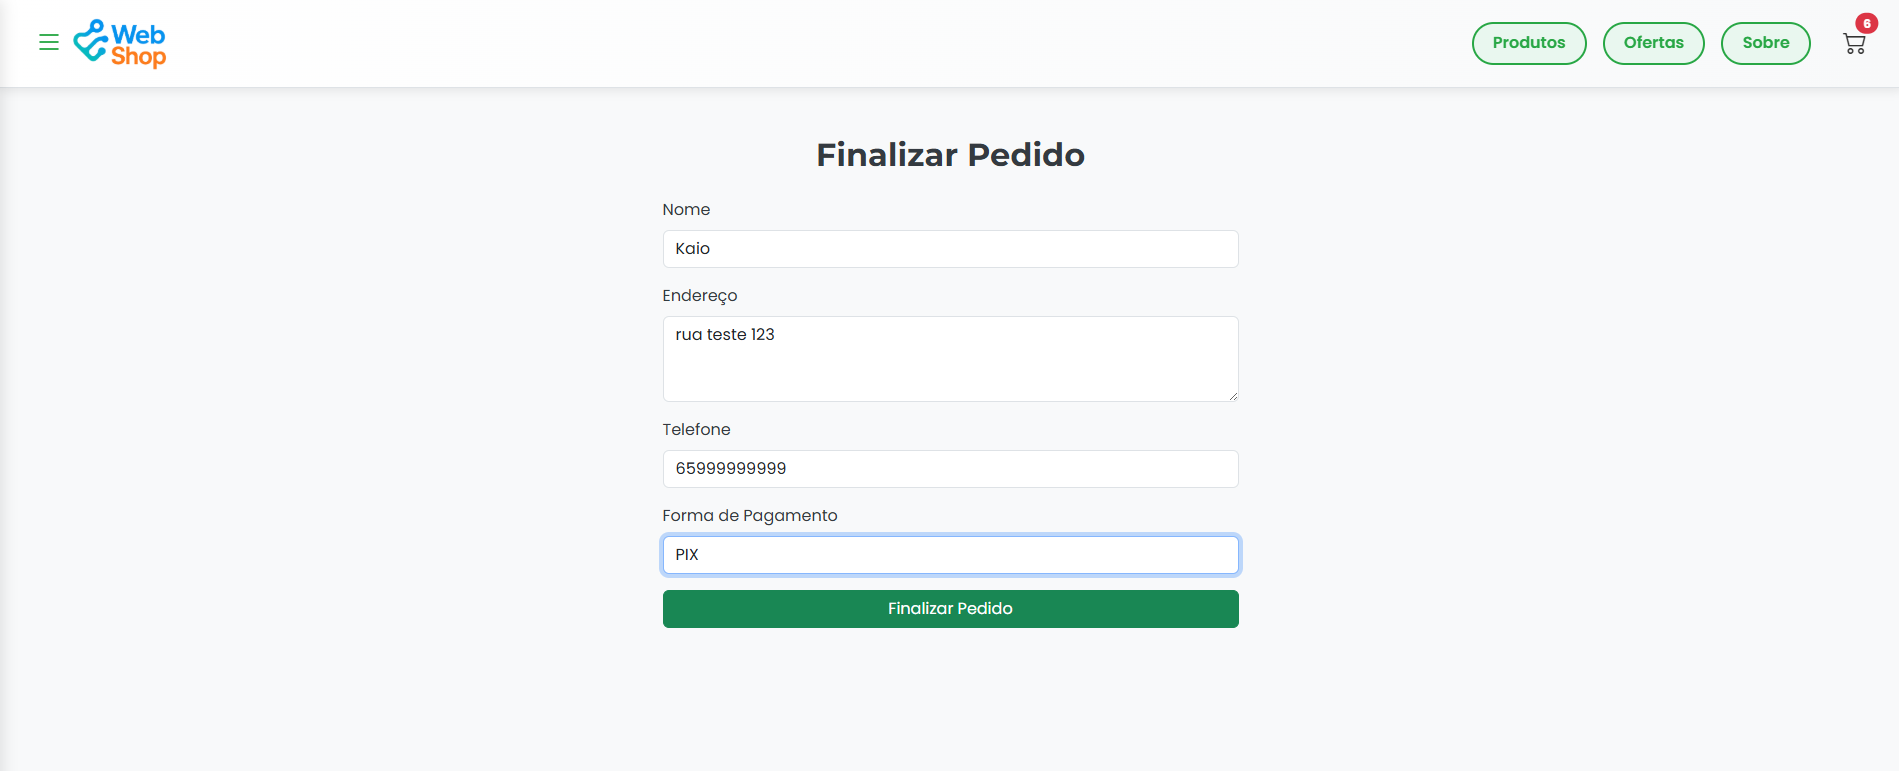 Web
Shop
Produtos
Ofertas
Sobre
6
Finalizar Pedido
Nome
Kaio
Endereço
rua teste 123
Telefone
65999999999
Forma de Pagamento
PIX
Finalizar Pedido